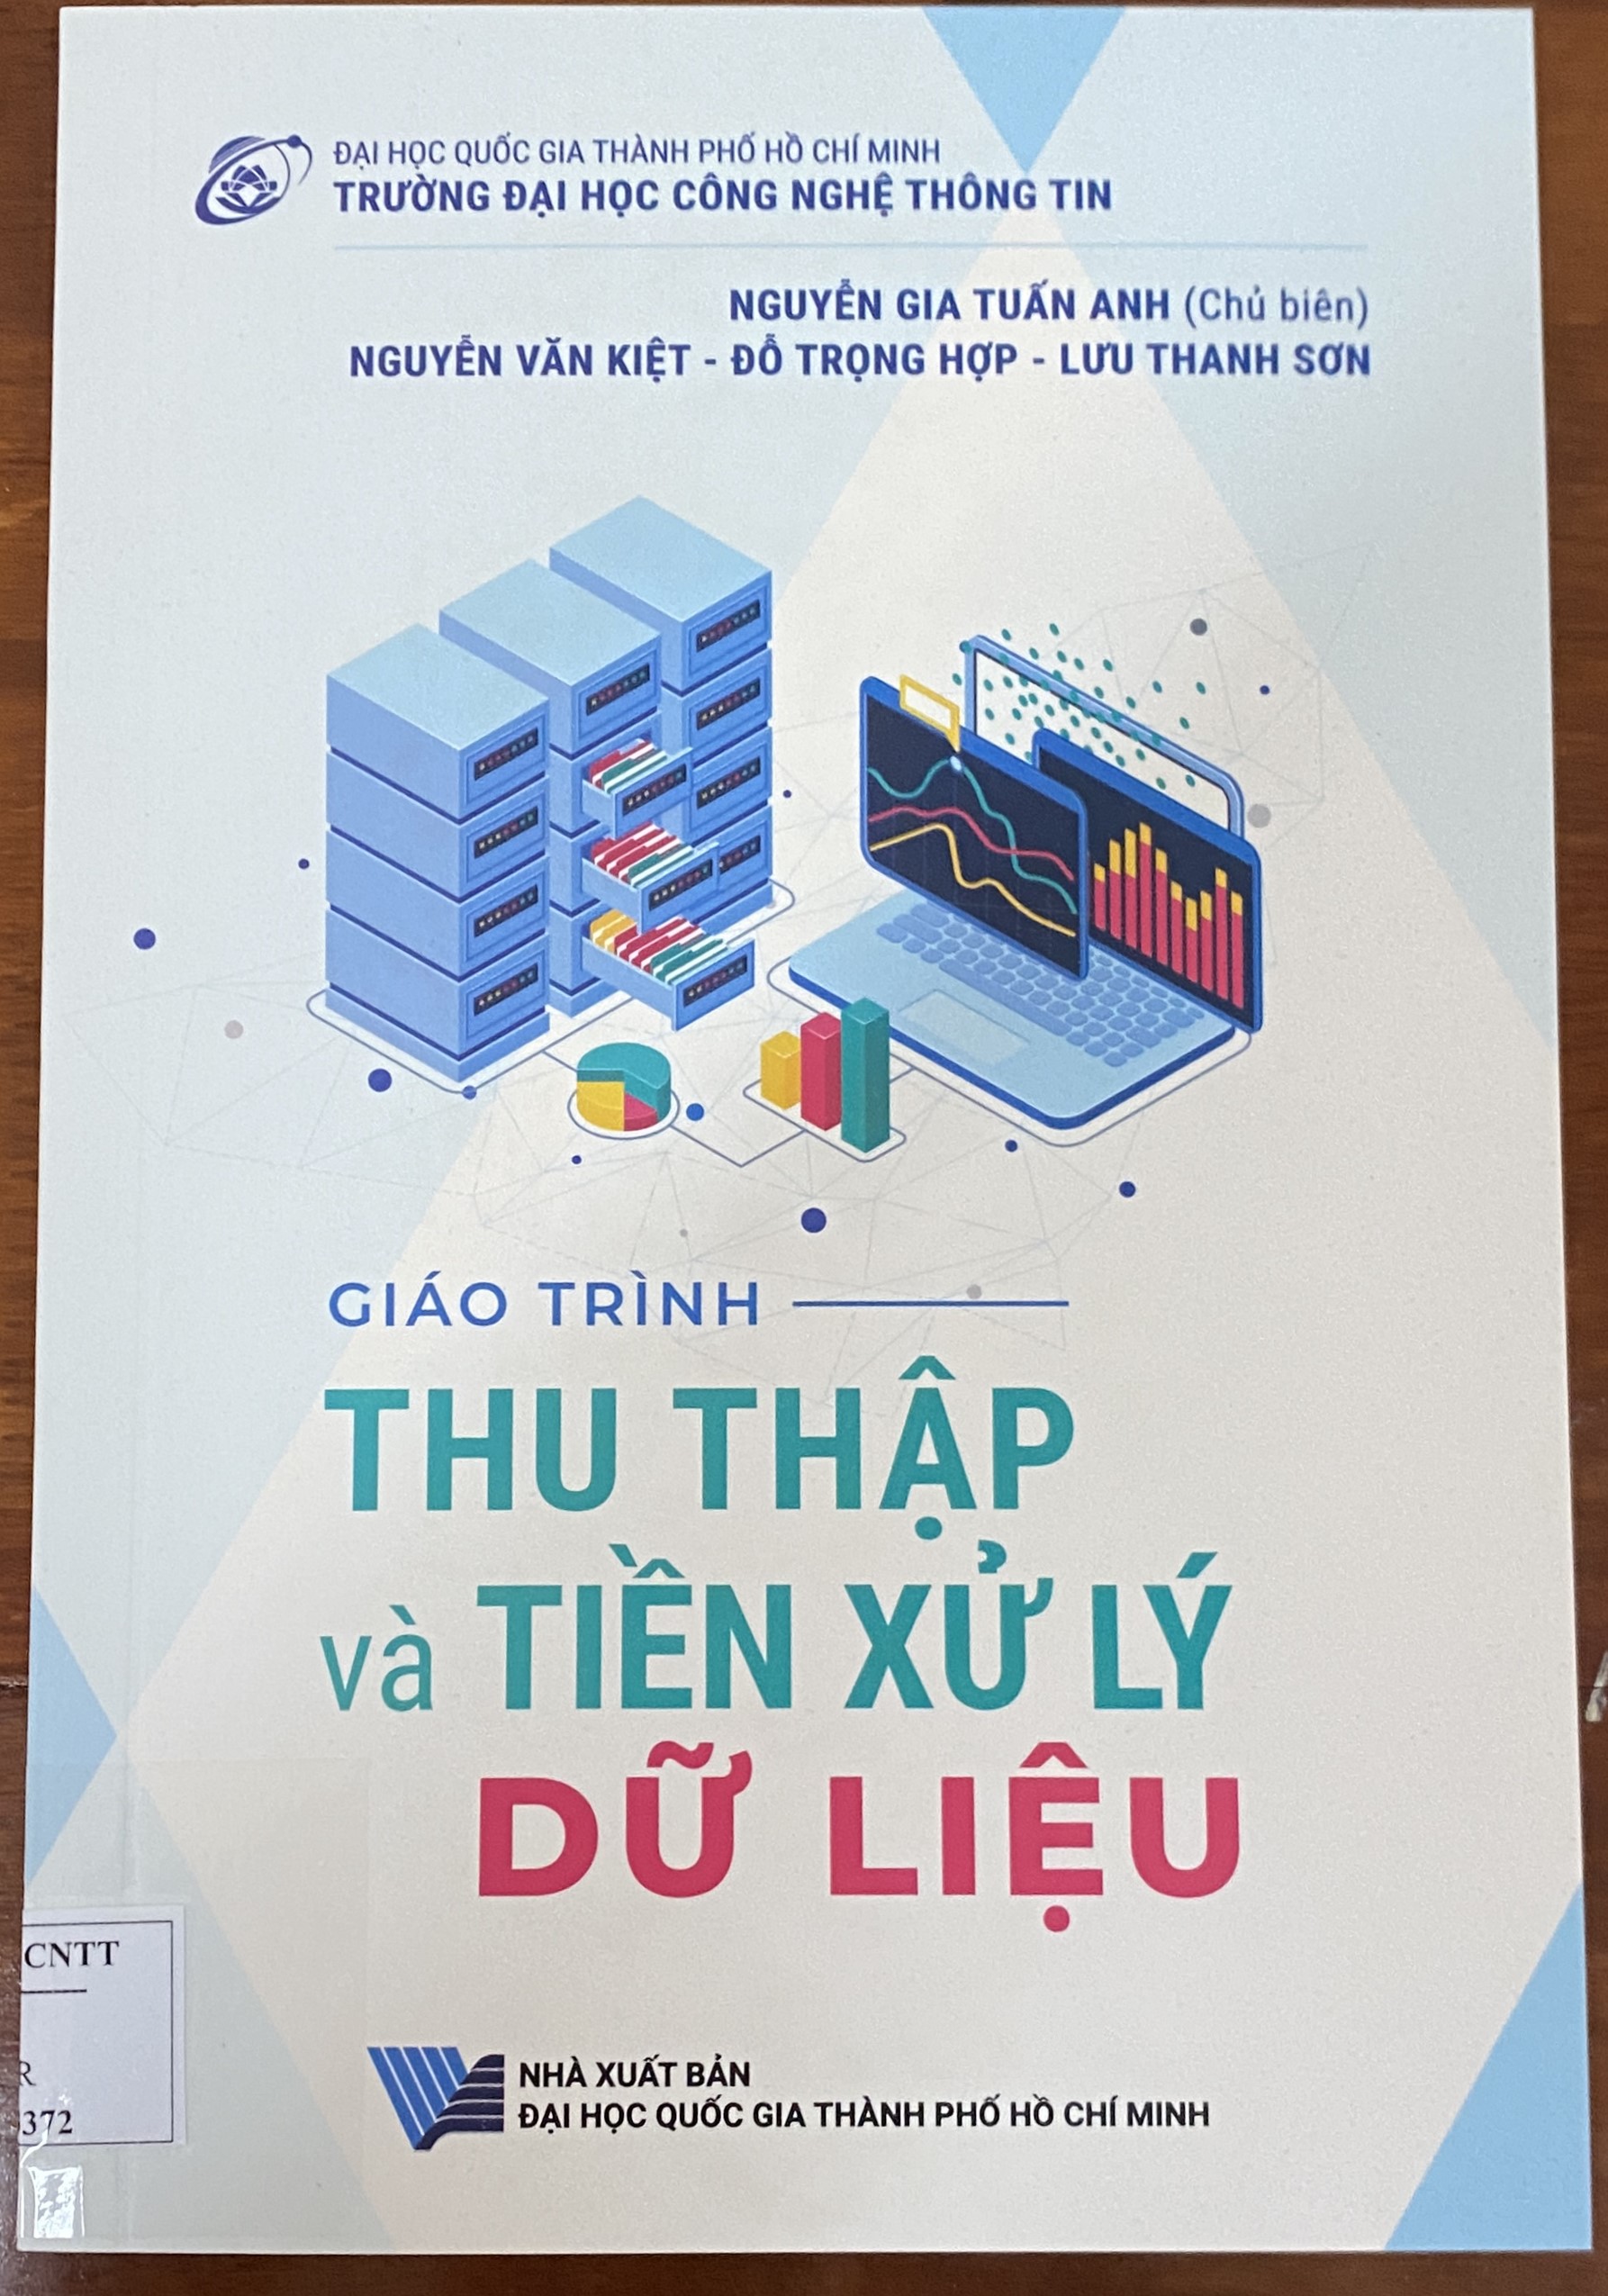 ĐẠI HỌC QUỐC GIA THÀNH PHỐ HỒ CHÍ MINH
TRƯỜNG ĐẠI HỌC CÔNG NGHỆ THÔNG TIN
NGUYỄN GIA TUẤN ANH (Chủ biên)
NGUYỄN VĂN KIỆT - ĐỖ TRỌNG HỢP - LƯU THANH SƠN
GIÁO TRÌNH
THU THẬP
và TIỀN XỬ LÝ
DỮ LIỆU
CNTT
R
372
NHÀ XUẤT BẢN
ĐẠI HỌC QUỐC GIA THÀNH PHỐ HỒ CHÍ MINH